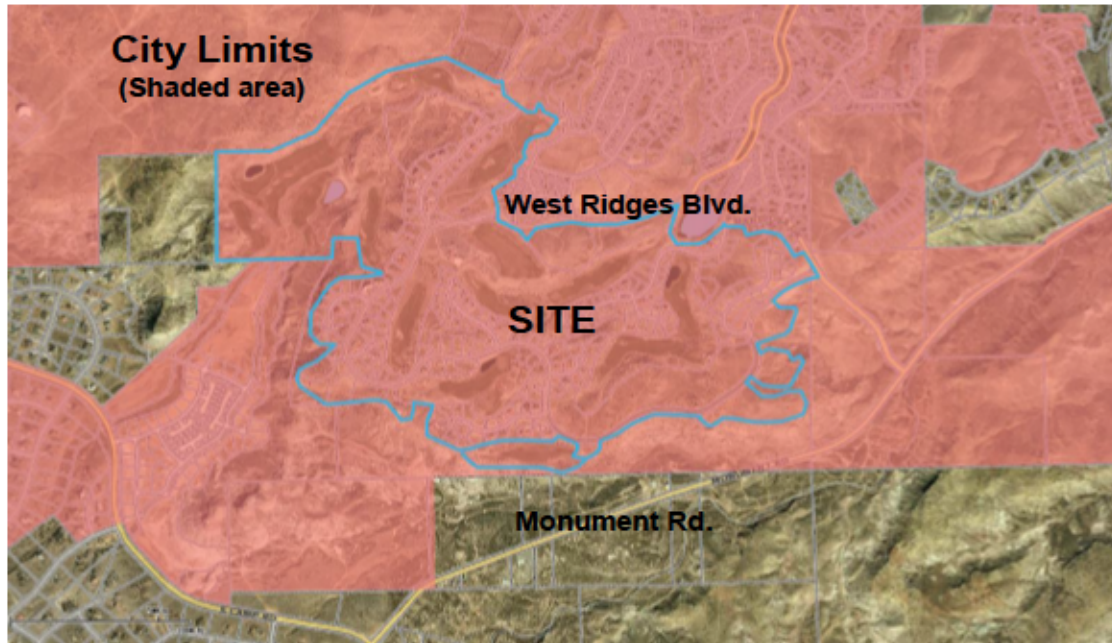 City Limits
(Shaded area)
West Ridges Blvd.
SITE
Monument Rd.